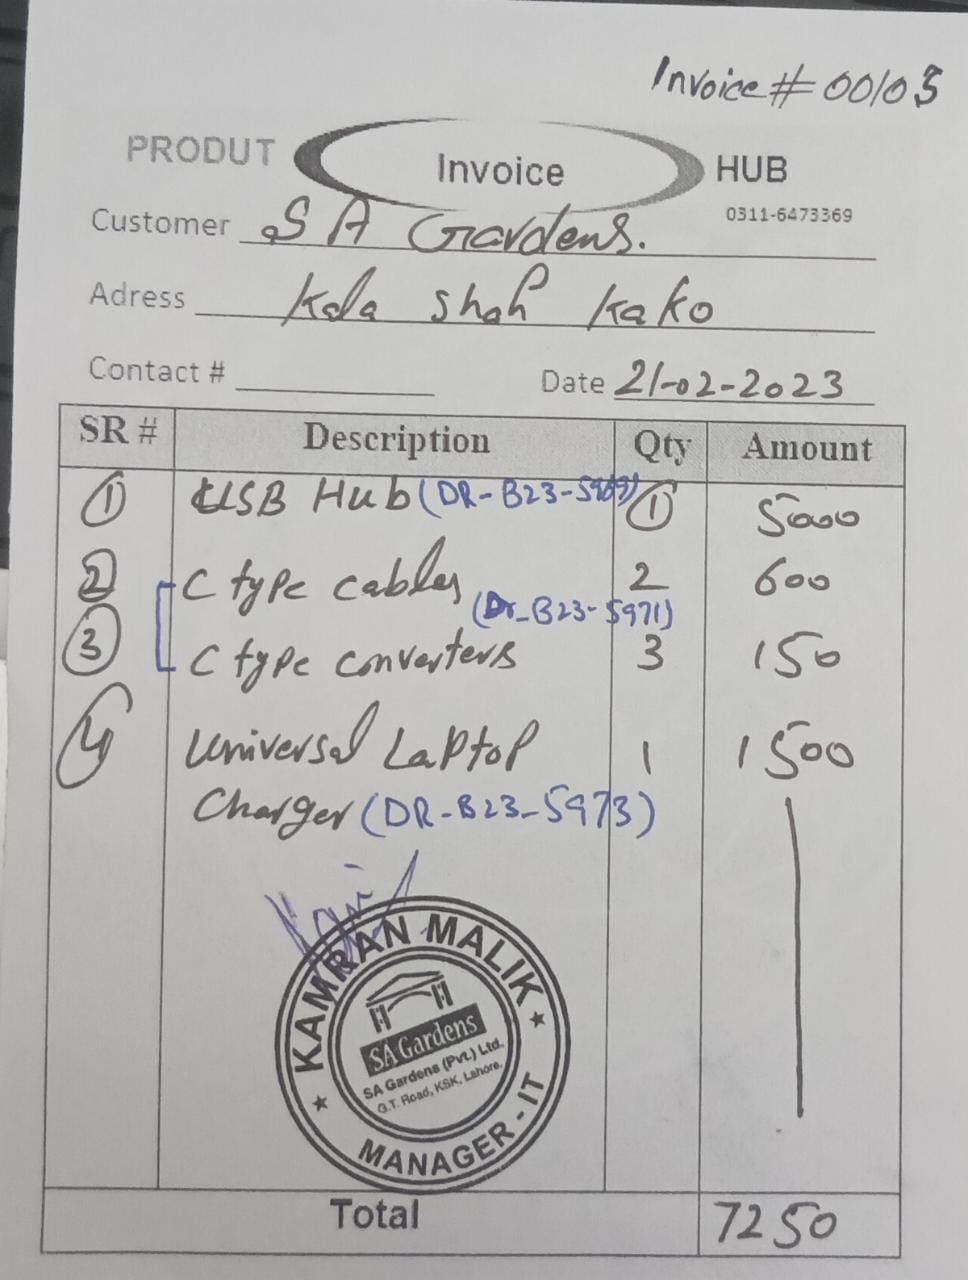 Invoice # 00103
PRODUT Invoice HUB
0311-6473369
Customer S A Gardens.
Adress Kala Shah Kako
Contact # Date 21-02-2023
SR # Description Qty Amount
1 USB Hub (DR-B23-5969) 1 5000
2 C type cables 2 600
(Dr-B23-5971)
3 C type converters 3 150
4 Universal Laptop 1 1500
Charger (DR-B23-5973)
KAMRAN MALIK
SA Gardens
SA Gardens (Pvt.) Ltd.
G.T. Road, KSK, Lahore.
MANAGER - IT
Total 7250